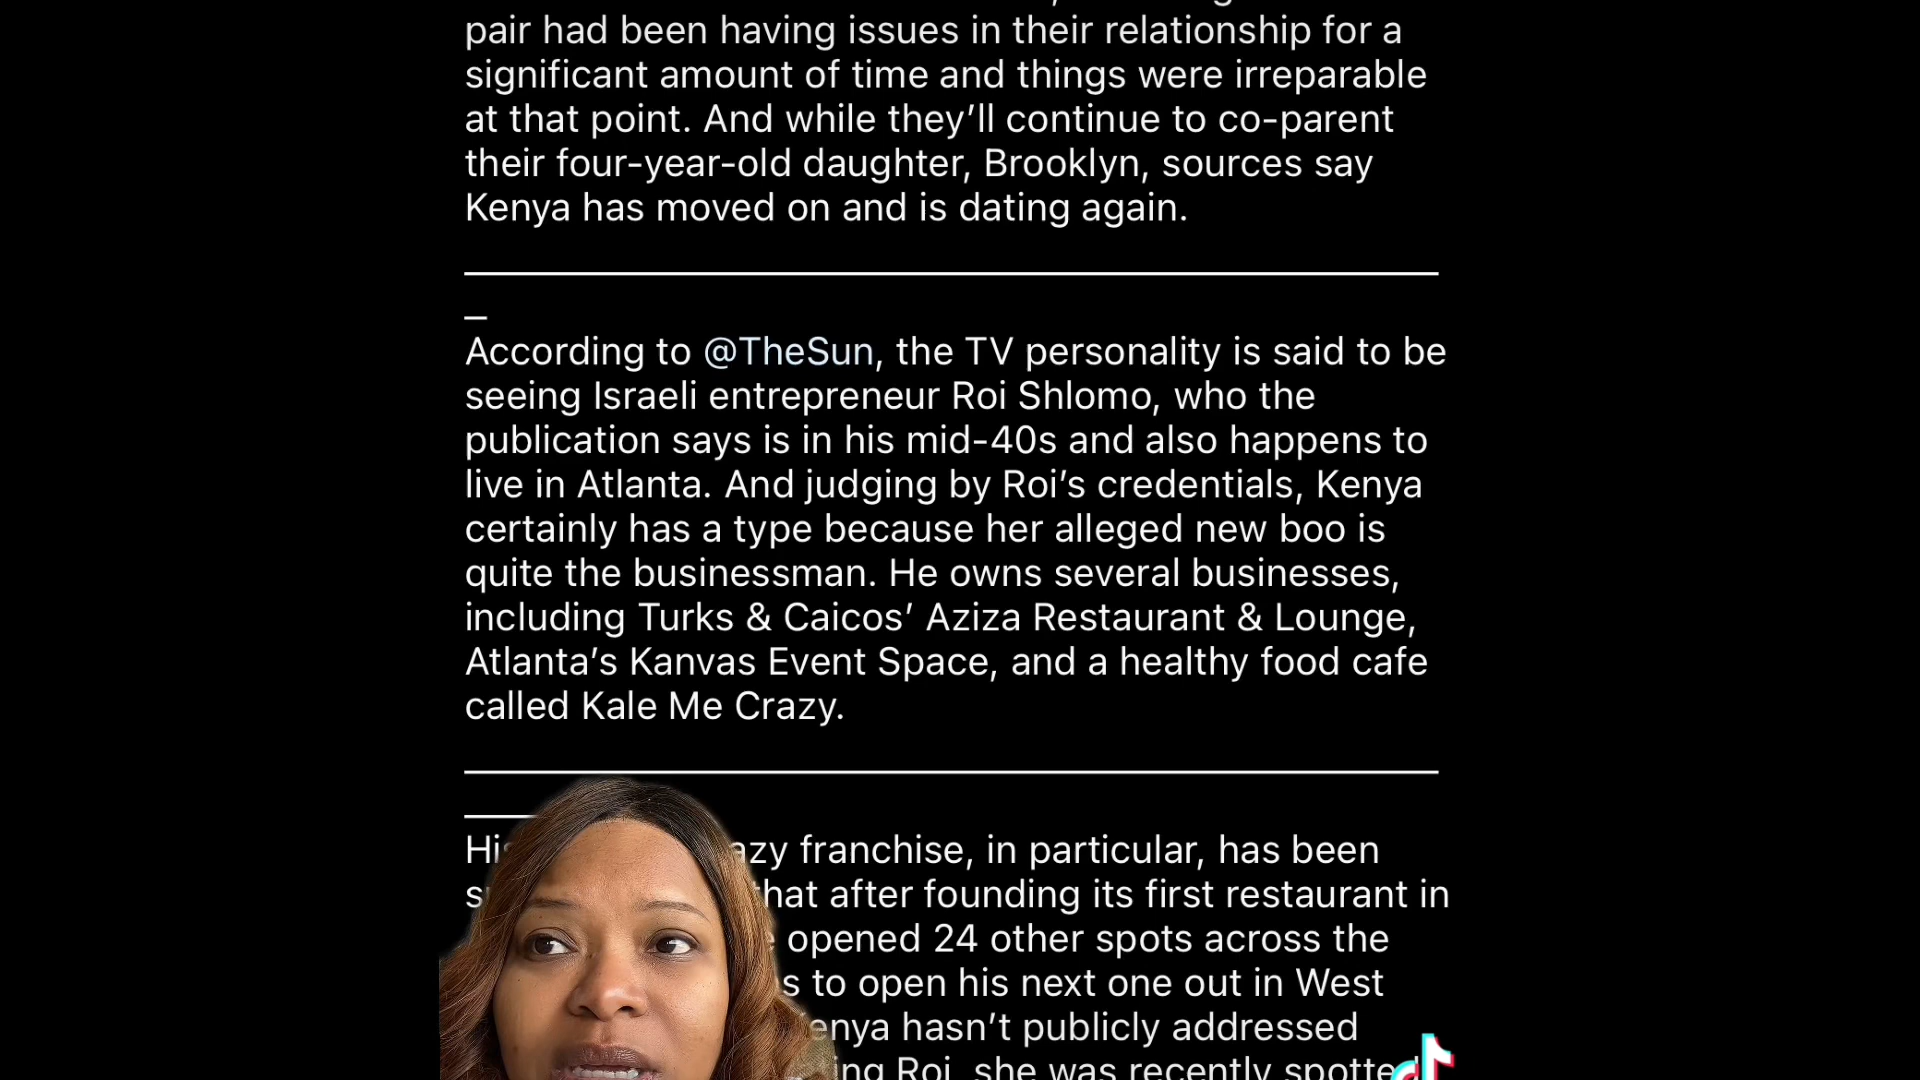 pair had been having issues in their relationship for a
significant amount of time and things were irreparable
at that point. And while they’ll continue to co-parent
their four-year-old daughter, Brooklyn, sources say
Kenya has moved on and is dating again.
According to @TheSun, the TV personality is said to be
seeing Israeli entrepreneur Roi Shlomo, who the
publication says is in his mid-40s and also happens to
live in Atlanta. And judging by Roi’s credentials, Kenya
certainly has a type because her alleged new boo is
quite the businessman. He owns several businesses,
including Turks & Caicos’ Aziza Restaurant & Lounge,
Atlanta’s Kanvas Event Space, and a healthy food cafe
called Kale Me Crazy.
franchise, in particular, has been
that after founding its first restaurant in
opened 24 other spots across the
to open his next one out in West
Kenya hasn’t publicly addressed
Roi, she was recently